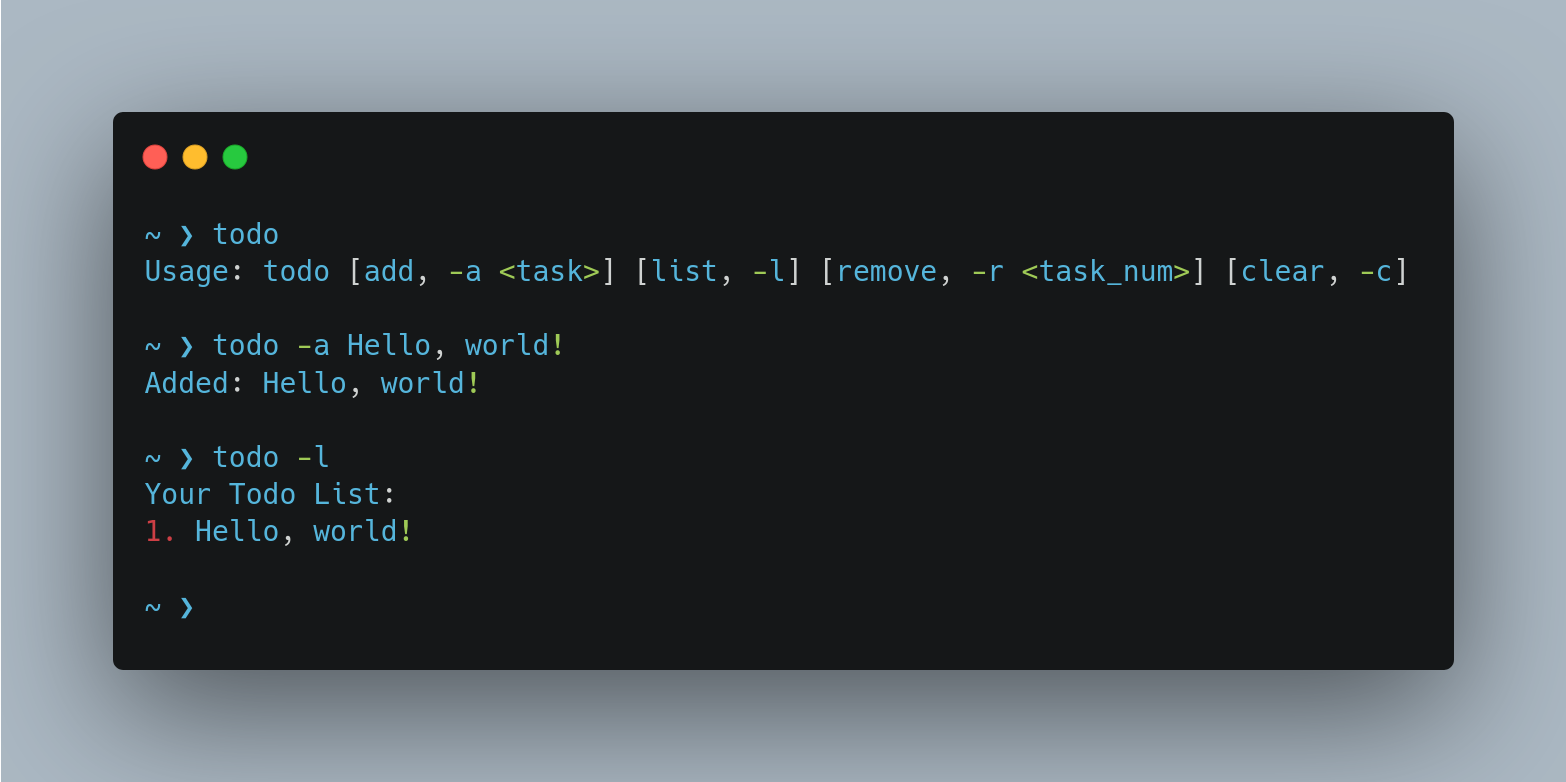 ~ ❯ todo
Usage: todo [add, -a <task>] [list, -l] [remove, -r <task_num>] [clear, -c]
~ ❯ todo -a Hello, world!
Added: Hello, world!
~ ❯ todo -l
Your Todo List:
1. Hello, world!
~ ❯